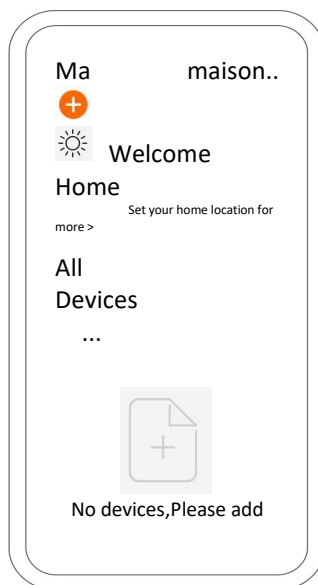 Ma maison..
Welcome
Home
Set your home location for
more >
All
Devices
...
No devices,Please add